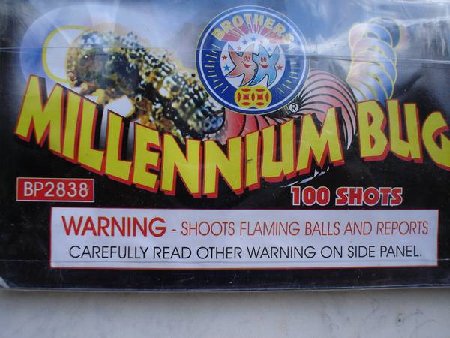 BROTHERS
®
MILLENNIUM BUG
BP2838
100 SHOTS
WARNING - SHOOTS FLAMING BALLS AND REPORTS
CAREFULLY READ OTHER WARNING ON SIDE PANEL.